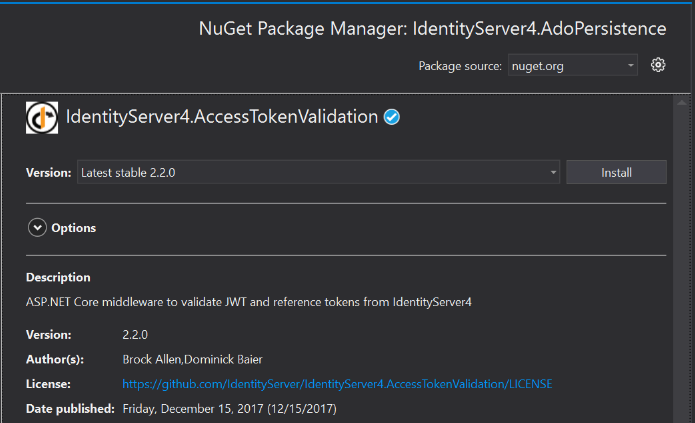 NuGet Package Manager: IdentityServer4.AdoPersistence
Package source: nuget.org
IdentityServer4.AccessTokenValidation
Version: Latest stable 2.2.0 Install
Options
Description
ASP.NET Core middleware to validate JWT and reference tokens from IdentityServer4
Version: 2.2.0
Author(s): Brock Allen,Dominick Baier
License: https://github.com/IdentityServer/IdentityServer4.AccessTokenValidation/LICENSE
Date published: Friday, December 15, 2017 (12/15/2017)